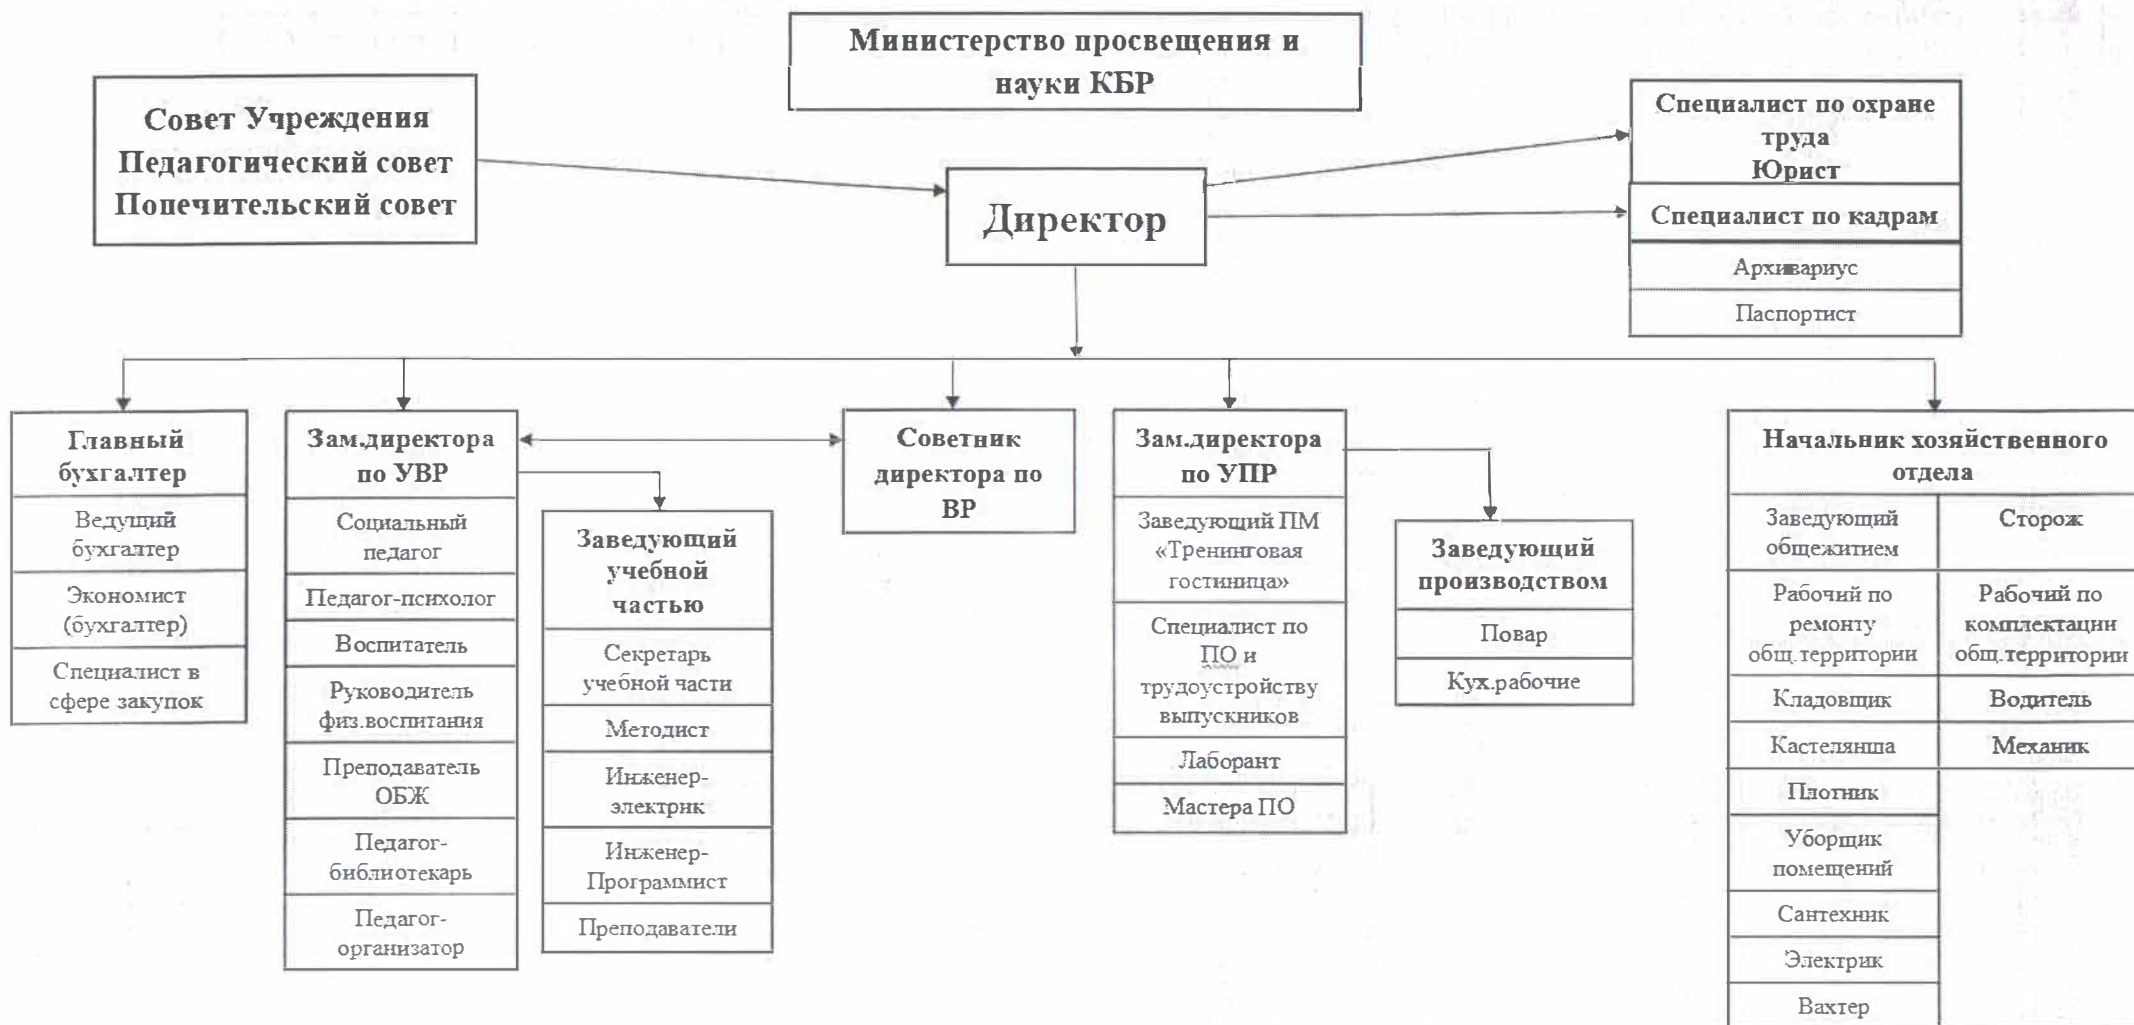 Министерство просвещения и
науки КБР
Совет Учреждения
Педагогический совет
Попечительский совет
Директор
Специалист по охране
труда
Юрист
Специалист по кадрам
Архивариус
Паспортист
Главный
бухгалтер
Ведущий
бухгалтер
Экономист
(бухгалтер)
Специалист в
сфере закупок
Зам.директора
по УВР
Социальный
педагог
Педагог-психолог
Воспитатель
Руководитель
физ.воспитания
Преподаватель
ОБЖ
Педагог-
библиотекарь
Педагог-
организатор
Заведующий
учебной
частью
Секретарь
учебной части
Методист
Инженер-
электрик
Инженер-
Программист
Преподаватели
Советник
директора по
ВР
Зам.директора
по УПР
Заведующий ПМ
«Тренинговая
гостиница»
Специалист по
ПО и
трудоустройству
выпускников
Лаборант
Мастера ПО
Заведующий
производством
Повар
Кух.рабочие
Начальник хозяйственного
отдела
Заведующий
общежитием
Рабочий по
ремонту
общ.территории
Кладовщик
Кастелянша
Плотник
Уборщик
помещений
Сантехник
Электрик
Вахтер
Сторож
Рабочий по
комплектации
общ.территории
Водитель
Механик